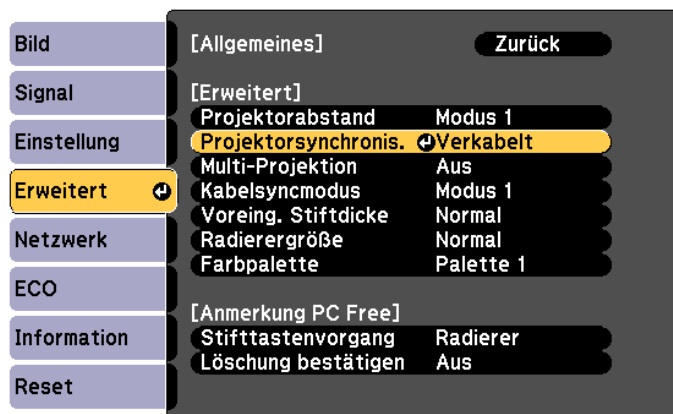 Bild
Signal
Einstellung
Erweitert
Netzwerk
ECO
Information
Reset
[Allgemeines] Zurück
[Erweitert]
Projektorabstand Modus 1
Projektorsynchronis. Verkabelt
Multi-Projektion Aus
Kabelsyncmodus Modus 1
Voreing. Stiftdicke Normal
Radierergröße Normal
Farbpalette Palette 1
[Anmerkung PC Free]
Stifttastenvorgang Radierer
Löschung bestätigen Aus